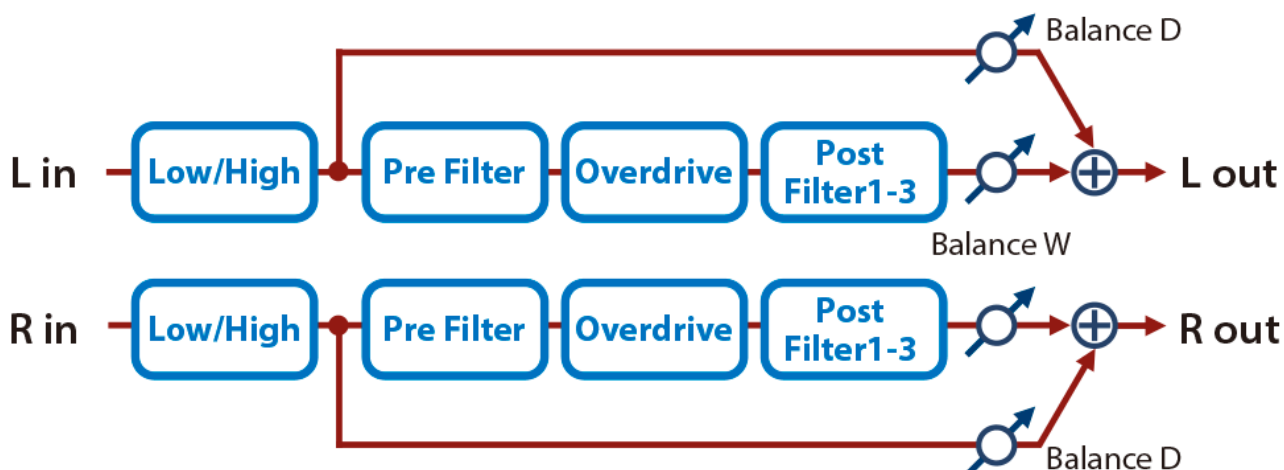 Balance D
L in
Low/High
Pre Filter
Overdrive
Post
Filter1-3
L out
Balance W
R in
Low/High
Pre Filter
Overdrive
Post
Filter1-3
R out
Balance D